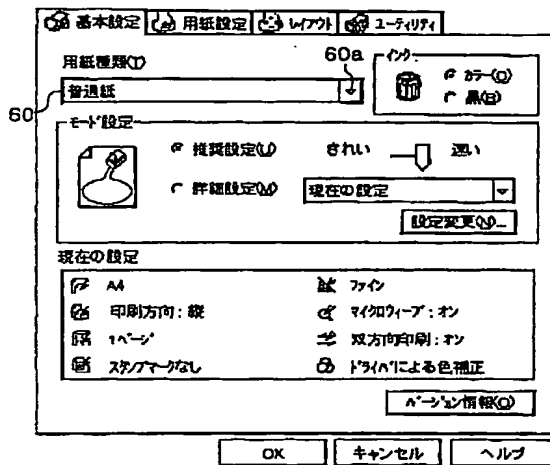 基本設定 用紙設定 レイアウト ユーティリティ
用紙種類(T) 60a インク
普通紙 カラー(O)
60 黒(B)
モード設定
推奨設定(U) きれい 速い
詳細設定(M) 現在の設定
設定変更(N)...
現在の設定
A4 ファイン
印刷方向:縦 マイクロウィーブ:オン
1ページ 双方向印刷:オン
スタンプマークなし ドライバによる色補正
バージョン情報(O)
OK キャンセル ヘルプ